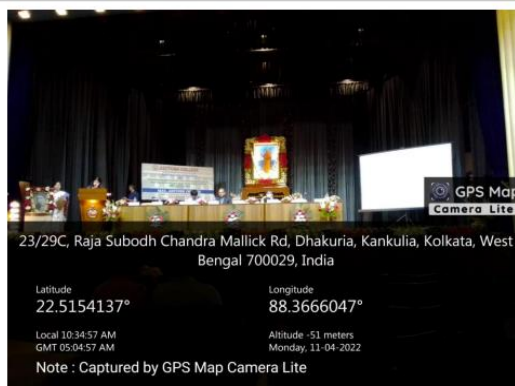 GPS Map
Camera Lite
23/29C, Raja Subodh Chandra Mallick Rd, Dhakuria, Kankulia, Kolkata, West
Bengal 700029, India
Latitude
22.5154137°
Longitude
88.3666047°
Local 10:34:57 AM
GMT 05:04:57 AM
Altitude -51 meters
Monday, 11-04-2022
Note : Captured by GPS Map Camera Lite